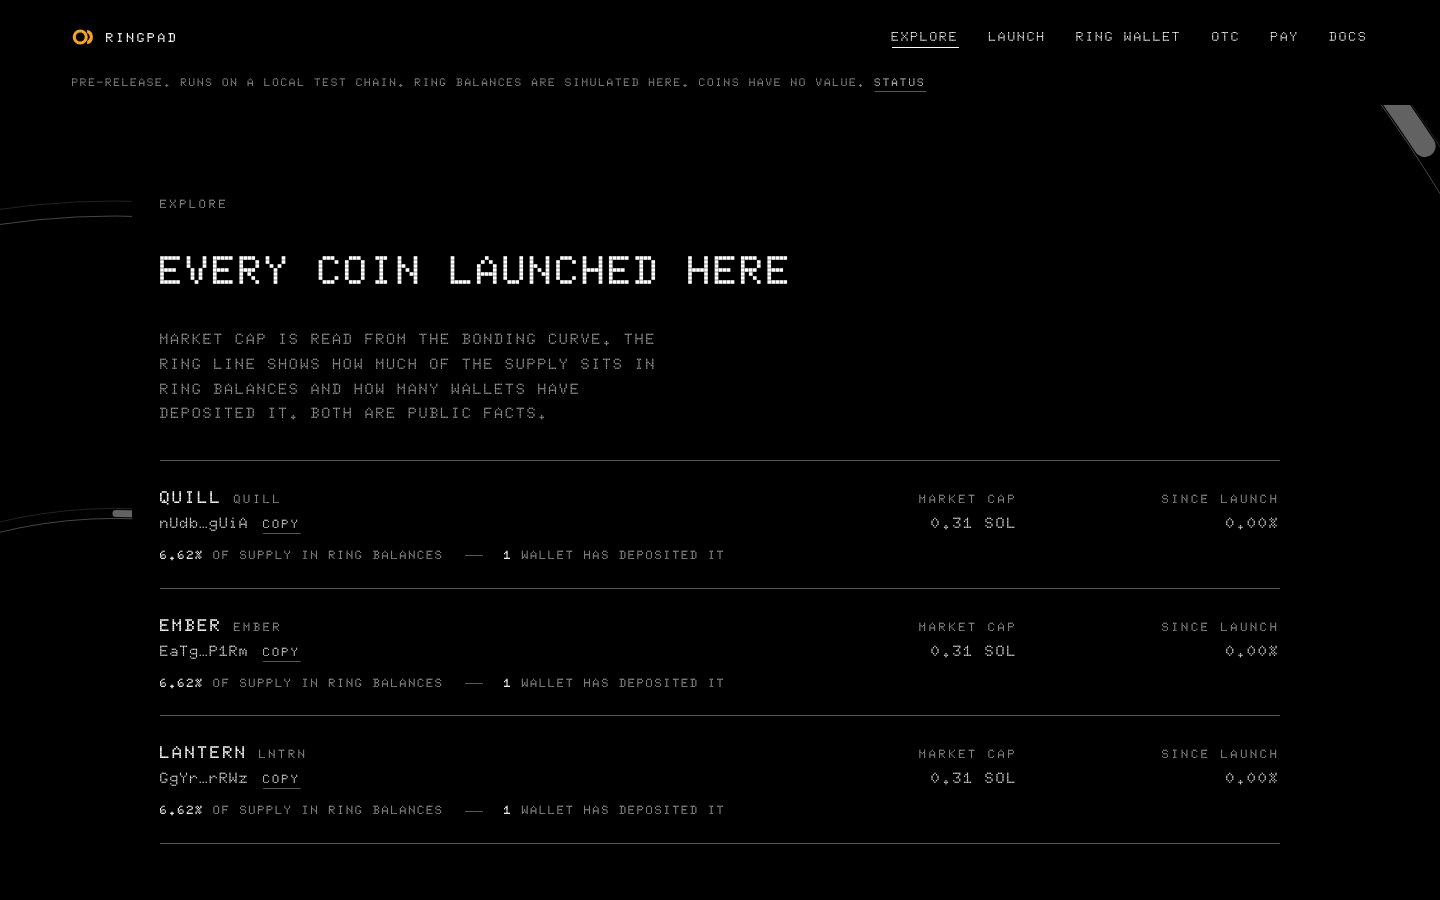 RINGPAD
EXPLORE LAUNCH RING WALLET OTC PAY DOCS
PRE-RELEASE. RUNS ON A LOCAL TEST CHAIN. RING BALANCES ARE SIMULATED HERE. COINS HAVE NO VALUE. STATUS
EXPLORE
EVERY COIN LAUNCHED HERE
MARKET CAP IS READ FROM THE BONDING CURVE. THE
RING LINE SHOWS HOW MUCH OF THE SUPPLY SITS IN
RING BALANCES AND HOW MANY WALLETS HAVE
DEPOSITED IT. BOTH ARE PUBLIC FACTS.
QUILL QUILL MARKET CAP SINCE LAUNCH
nUdb…gUiA COPY 0.31 SOL 0.00%
6.62% OF SUPPLY IN RING BALANCES — 1 WALLET HAS DEPOSITED IT
EMBER EMBER MARKET CAP SINCE LAUNCH
EaTg…P1Rm COPY 0.31 SOL 0.00%
6.62% OF SUPPLY IN RING BALANCES — 1 WALLET HAS DEPOSITED IT
LANTERN LNTRN MARKET CAP SINCE LAUNCH
GgYr…rRWz COPY 0.31 SOL 0.00%
6.62% OF SUPPLY IN RING BALANCES — 1 WALLET HAS DEPOSITED IT